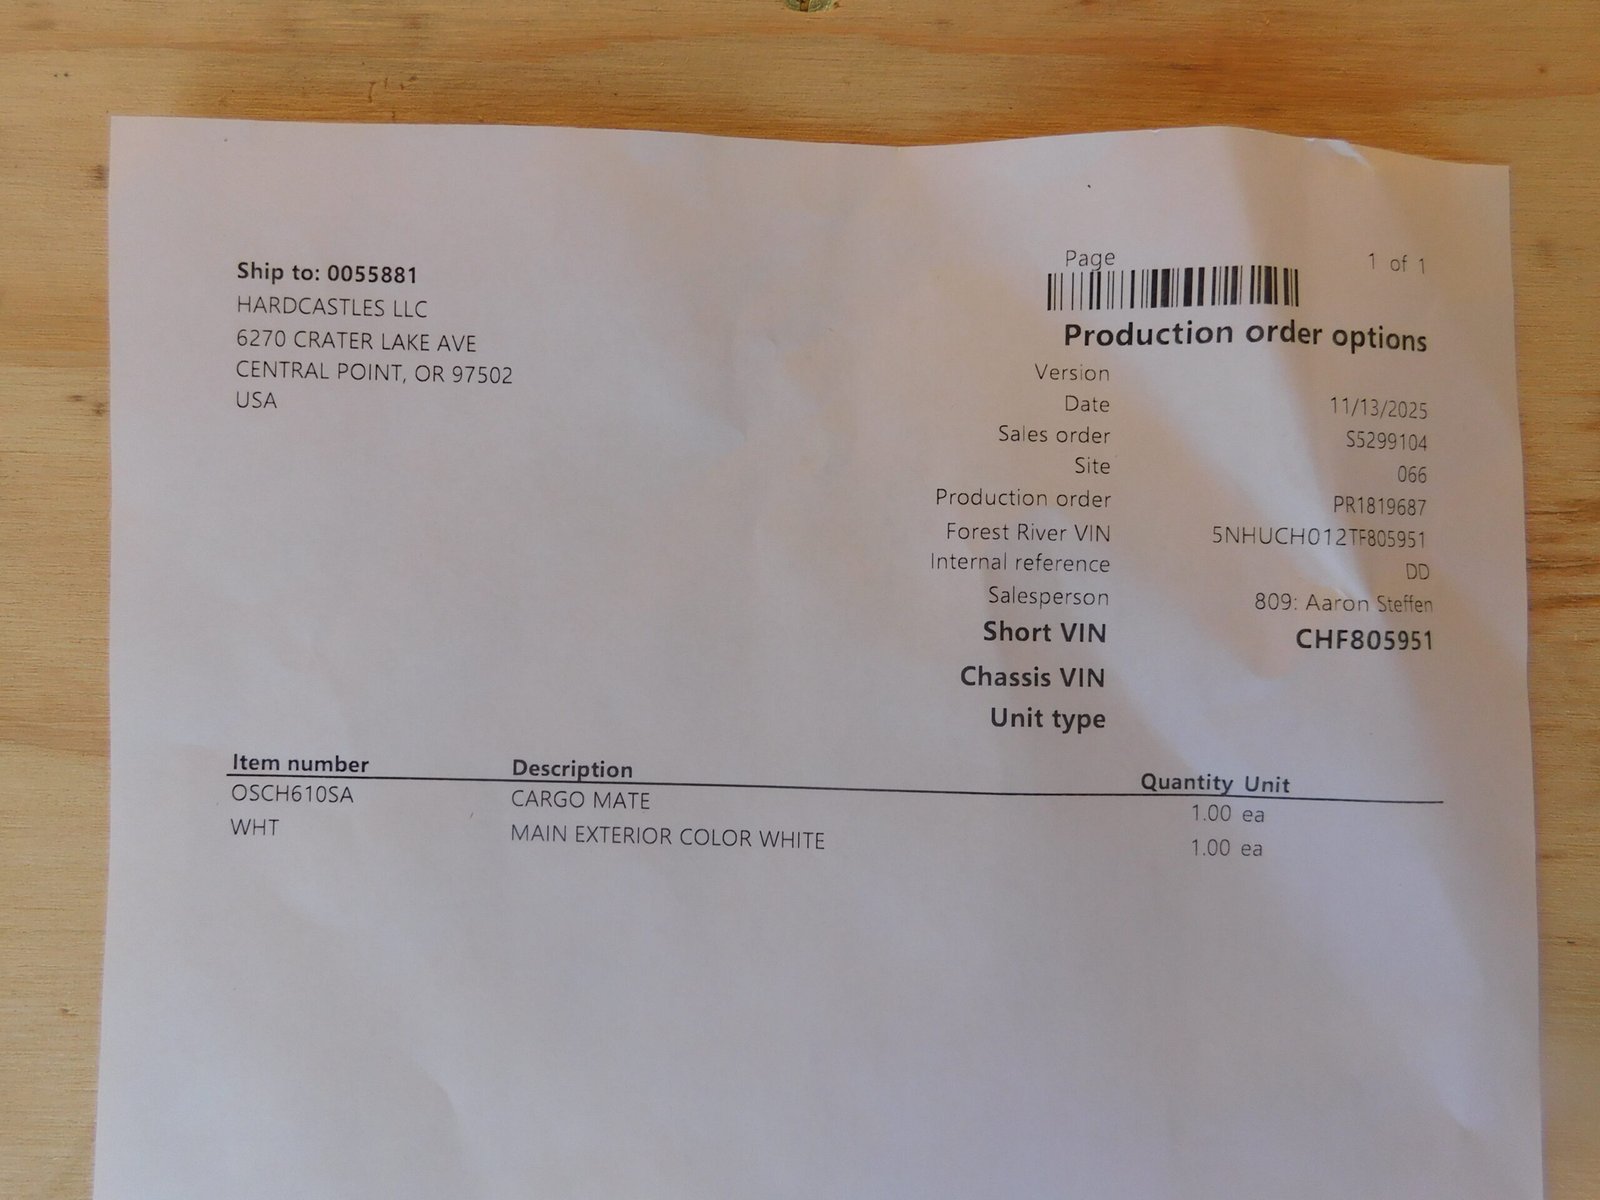 Ship to: 0055881
HARDCASTLES LLC
6270 CRATER LAKE AVE
CENTRAL POINT, OR 97502
USA
Page 1 of 1
Production order options
Version
Date 11/13/2025
Sales order S5299104
Site 066
Production order PR1819687
Forest River VIN 5NHUCH012TF805951
Internal reference DD
Salesperson 809: Aaron Steffen
Short VIN CHF805951
Chassis VIN
Unit type
Item number Description Quantity Unit
OSCH610SA CARGO MATE 1.00 ea
WHT MAIN EXTERIOR COLOR WHITE 1.00 ea